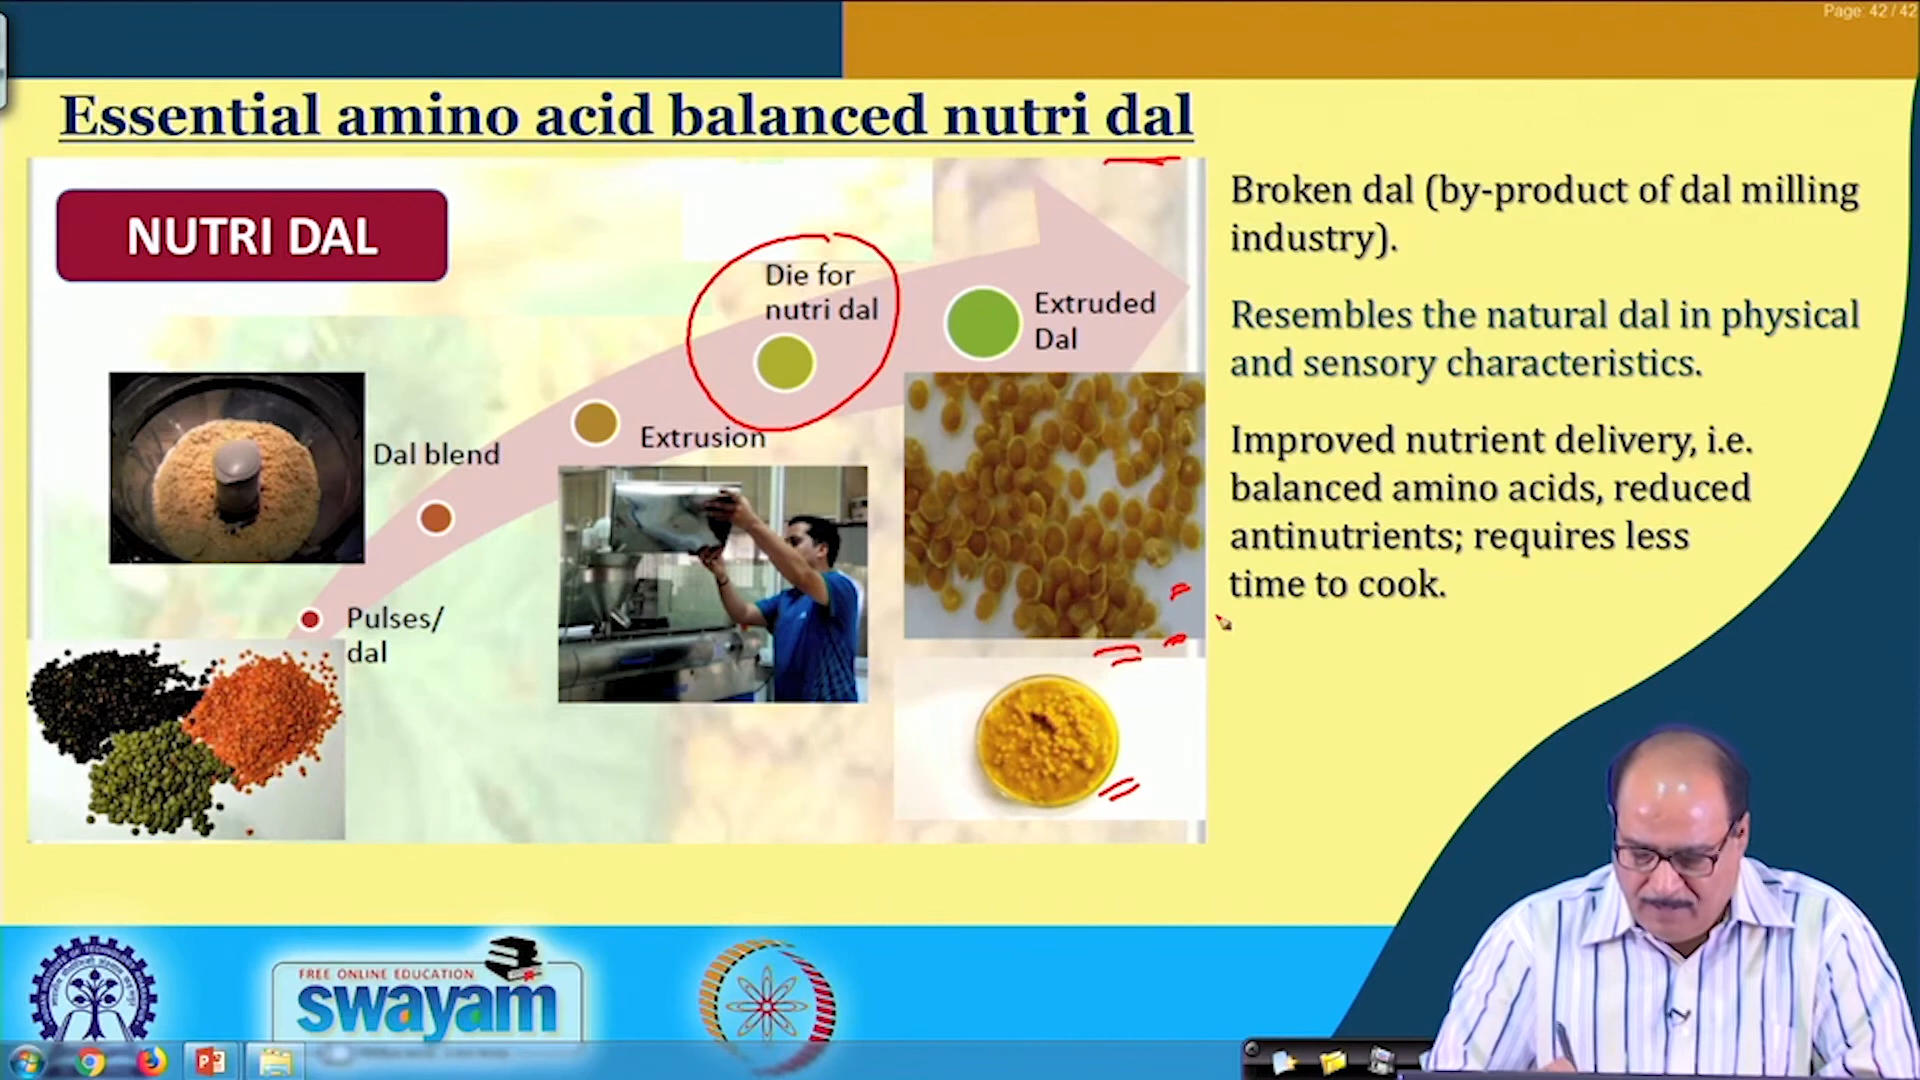 Page: 42 / 42
Essential amino acid balanced nutri dal
NUTRI DAL
Die for
nutri dal
Extruded
Dal
Extrusion
Dal blend
Pulses/
dal
Broken dal (by-product of dal milling
industry).
Resembles the natural dal in physical
and sensory characteristics.
Improved nutrient delivery, i.e.
balanced amino acids, reduced
antinutrients; requires less
time to cook.
FREE ONLINE EDUCATION
swayam